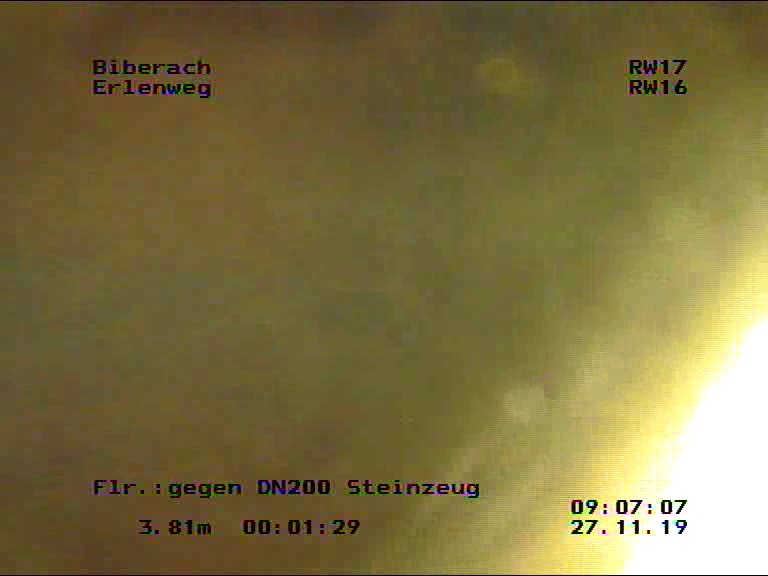 Biberach RW17
Erlenweg RW16
Flr.:gegen DN200 Steinzeug
09:07:07
3.81m 00:01:29 27.11.19